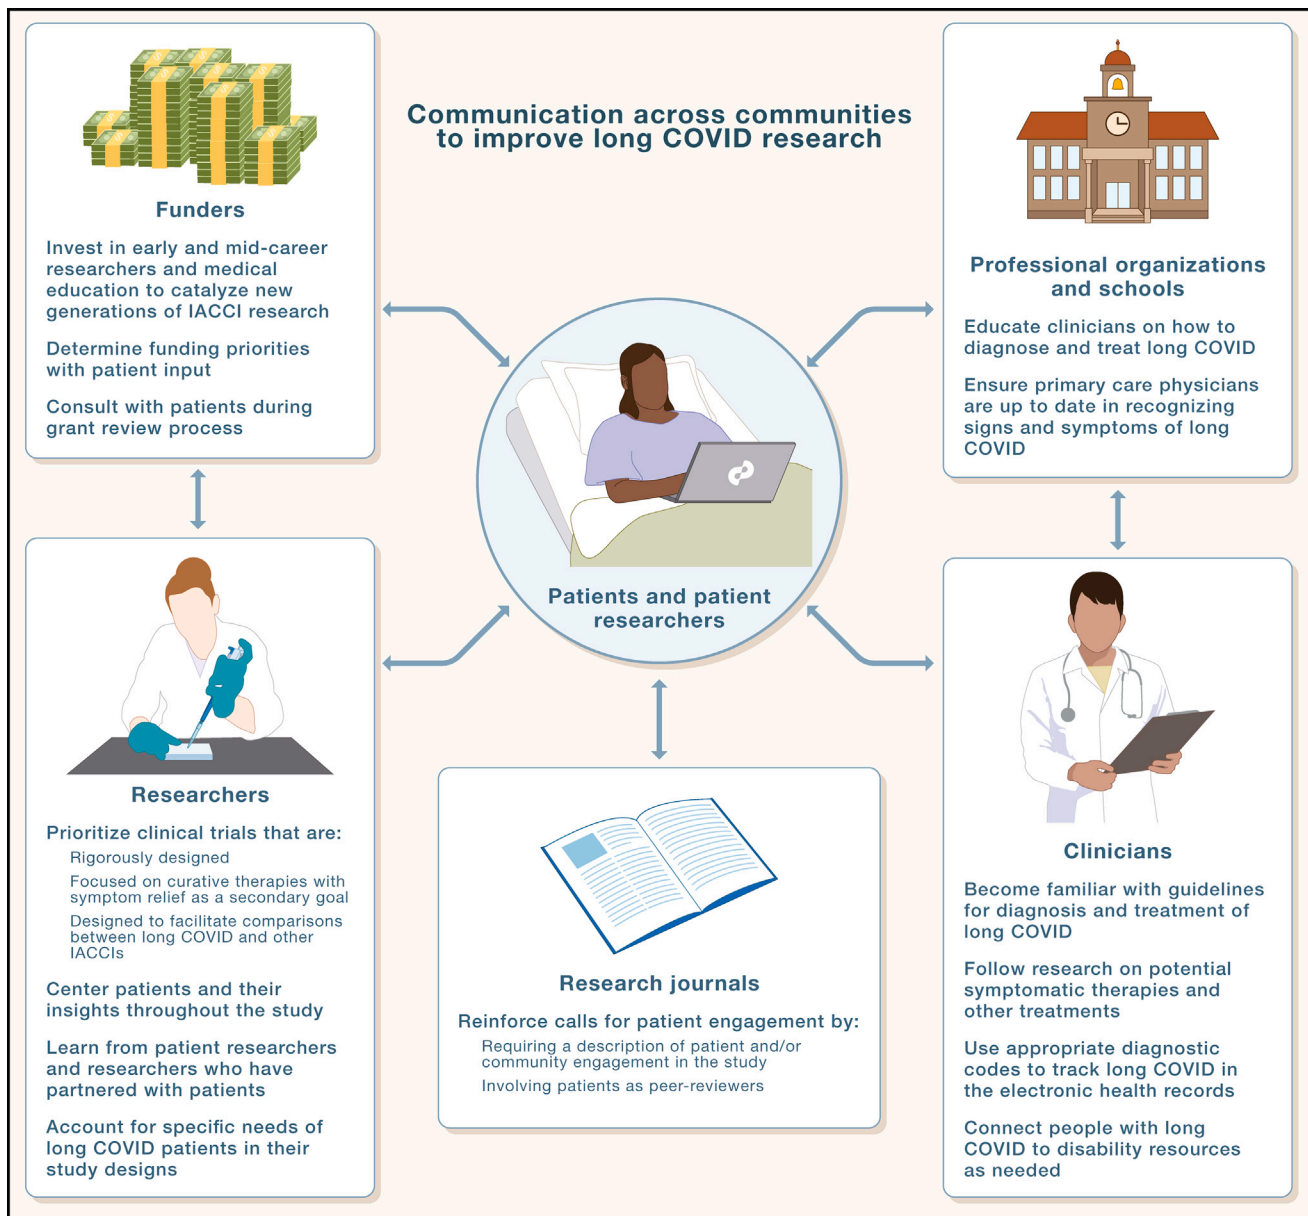 Communication across communities
to improve long COVID research
Funders
Invest in early and mid-career
researchers and medical
education to catalyze new
generations of IACCI research
Determine funding priorities
with patient input
Consult with patients during
grant review process
Professional organizations
and schools
Educate clinicians on how to
diagnose and treat long COVID
Ensure primary care physicians
are up to date in recognizing
signs and symptoms of long
COVID
Patients and patient
researchers
Researchers
Prioritize clinical trials that are:
Rigorously designed
Focused on curative therapies with
symptom relief as a secondary goal
Designed to facilitate comparisons
between long COVID and other
IACCIs
Center patients and their
insights throughout the study
Learn from patient researchers
and researchers who have
partnered with patients
Account for specific needs of
long COVID patients in their
study designs
Research journals
Reinforce calls for patient engagement by:
Requiring a description of patient and/or
community engagement in the study
Involving patients as peer-reviewers
Clinicians
Become familiar with guidelines
for diagnosis and treatment of
long COVID
Follow research on potential
symptomatic therapies and
other treatments
Use appropriate diagnostic
codes to track long COVID in
the electronic health records
Connect people with long
COVID to disability resources
as needed